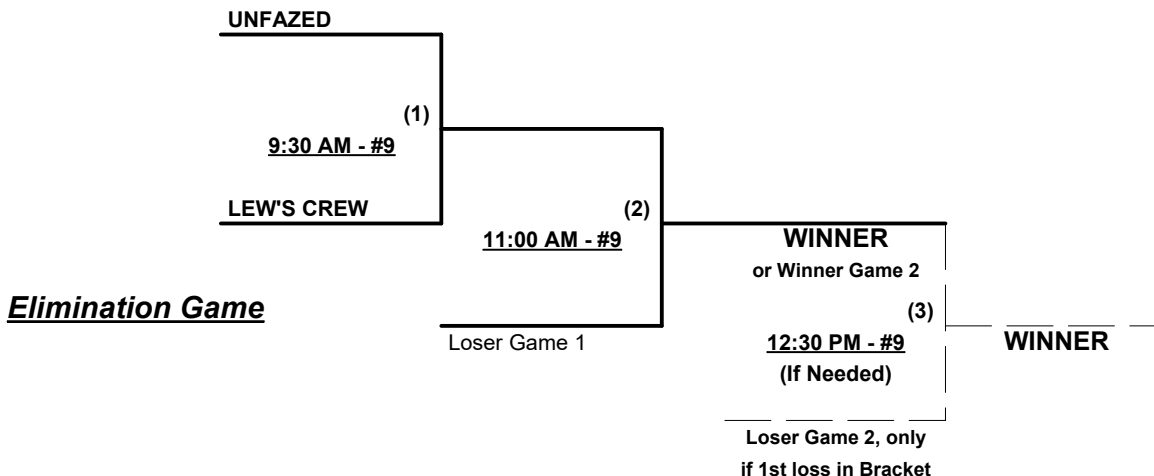 UNFAZED
(1)
9:30 AM - #9
LEW'S CREW
(2)
11:00 AM - #9
WINNER
or Winner Game 2
Elimination Game
(3)
Loser Game 1
12:30 PM - #9
WINNER
(If Needed)
Loser Game 2, only
if 1st loss in Bracket